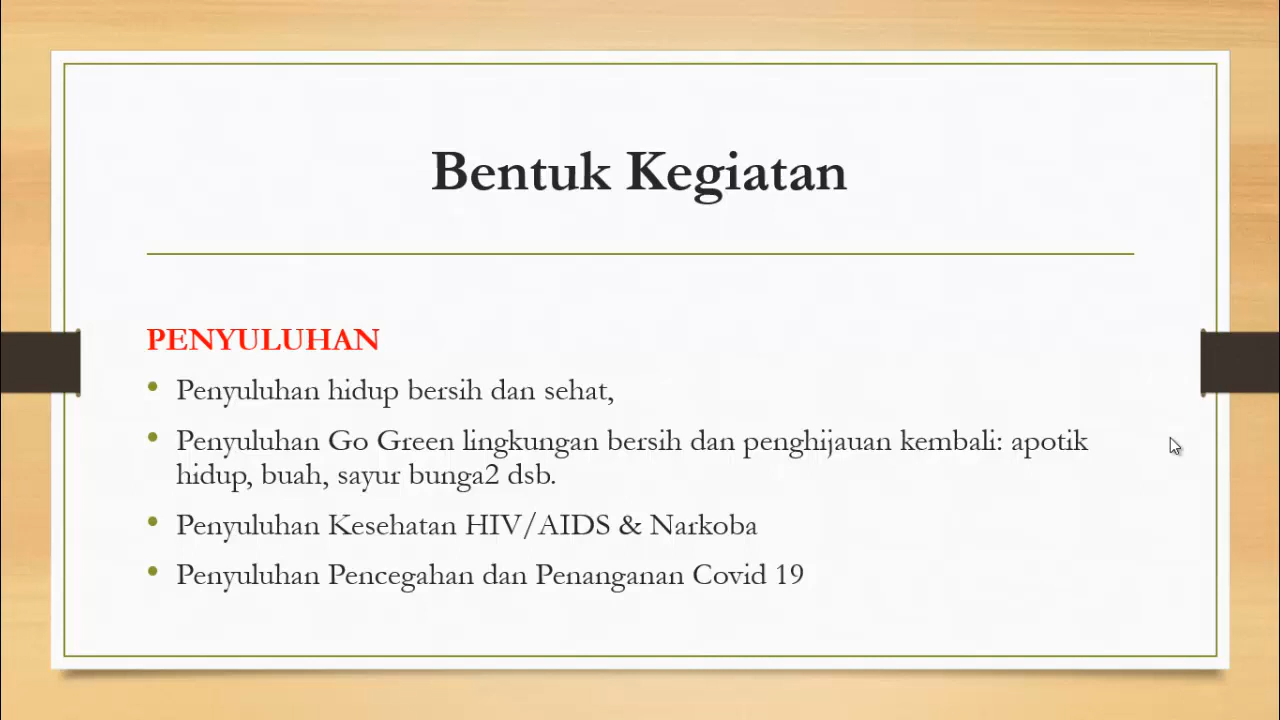 Bentuk Kegiatan
PENYULUHAN
• Penyuluhan hidup bersih dan sehat,
• Penyuluhan Go Green lingkungan bersih dan penghijauan kembali: apotik
hidup, buah, sayur bunga2 dsb.
• Penyuluhan Kesehatan HIV/AIDS & Narkoba
• Penyuluhan Pencegahan dan Penanganan Covid 19